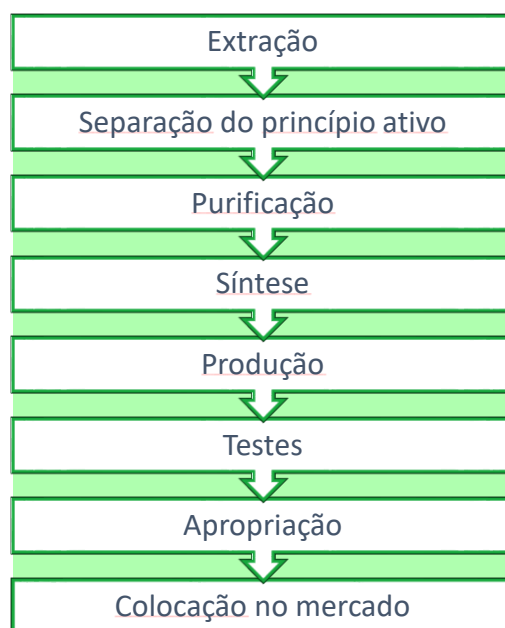 Extração
Separação do princípio ativo
Purificação
Síntese
Produção
Testes
Apropriação
Colocação no mercado